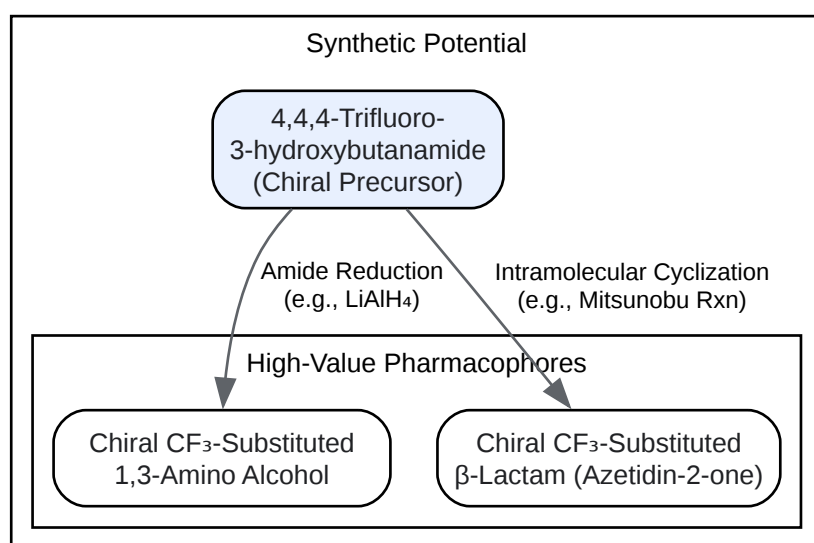 Synthetic Potential
4,4,4-Trifluoro-
3-hydroxybutanamide
(Chiral Precursor)
Amide Reduction
(e.g., LiAlH₄)
Intramolecular Cyclization
(e.g., Mitsunobu Rxn)
High-Value Pharmacophores
Chiral CF₃-Substituted
1,3-Amino Alcohol
Chiral CF₃-Substituted
β-Lactam (Azetidin-2-one)